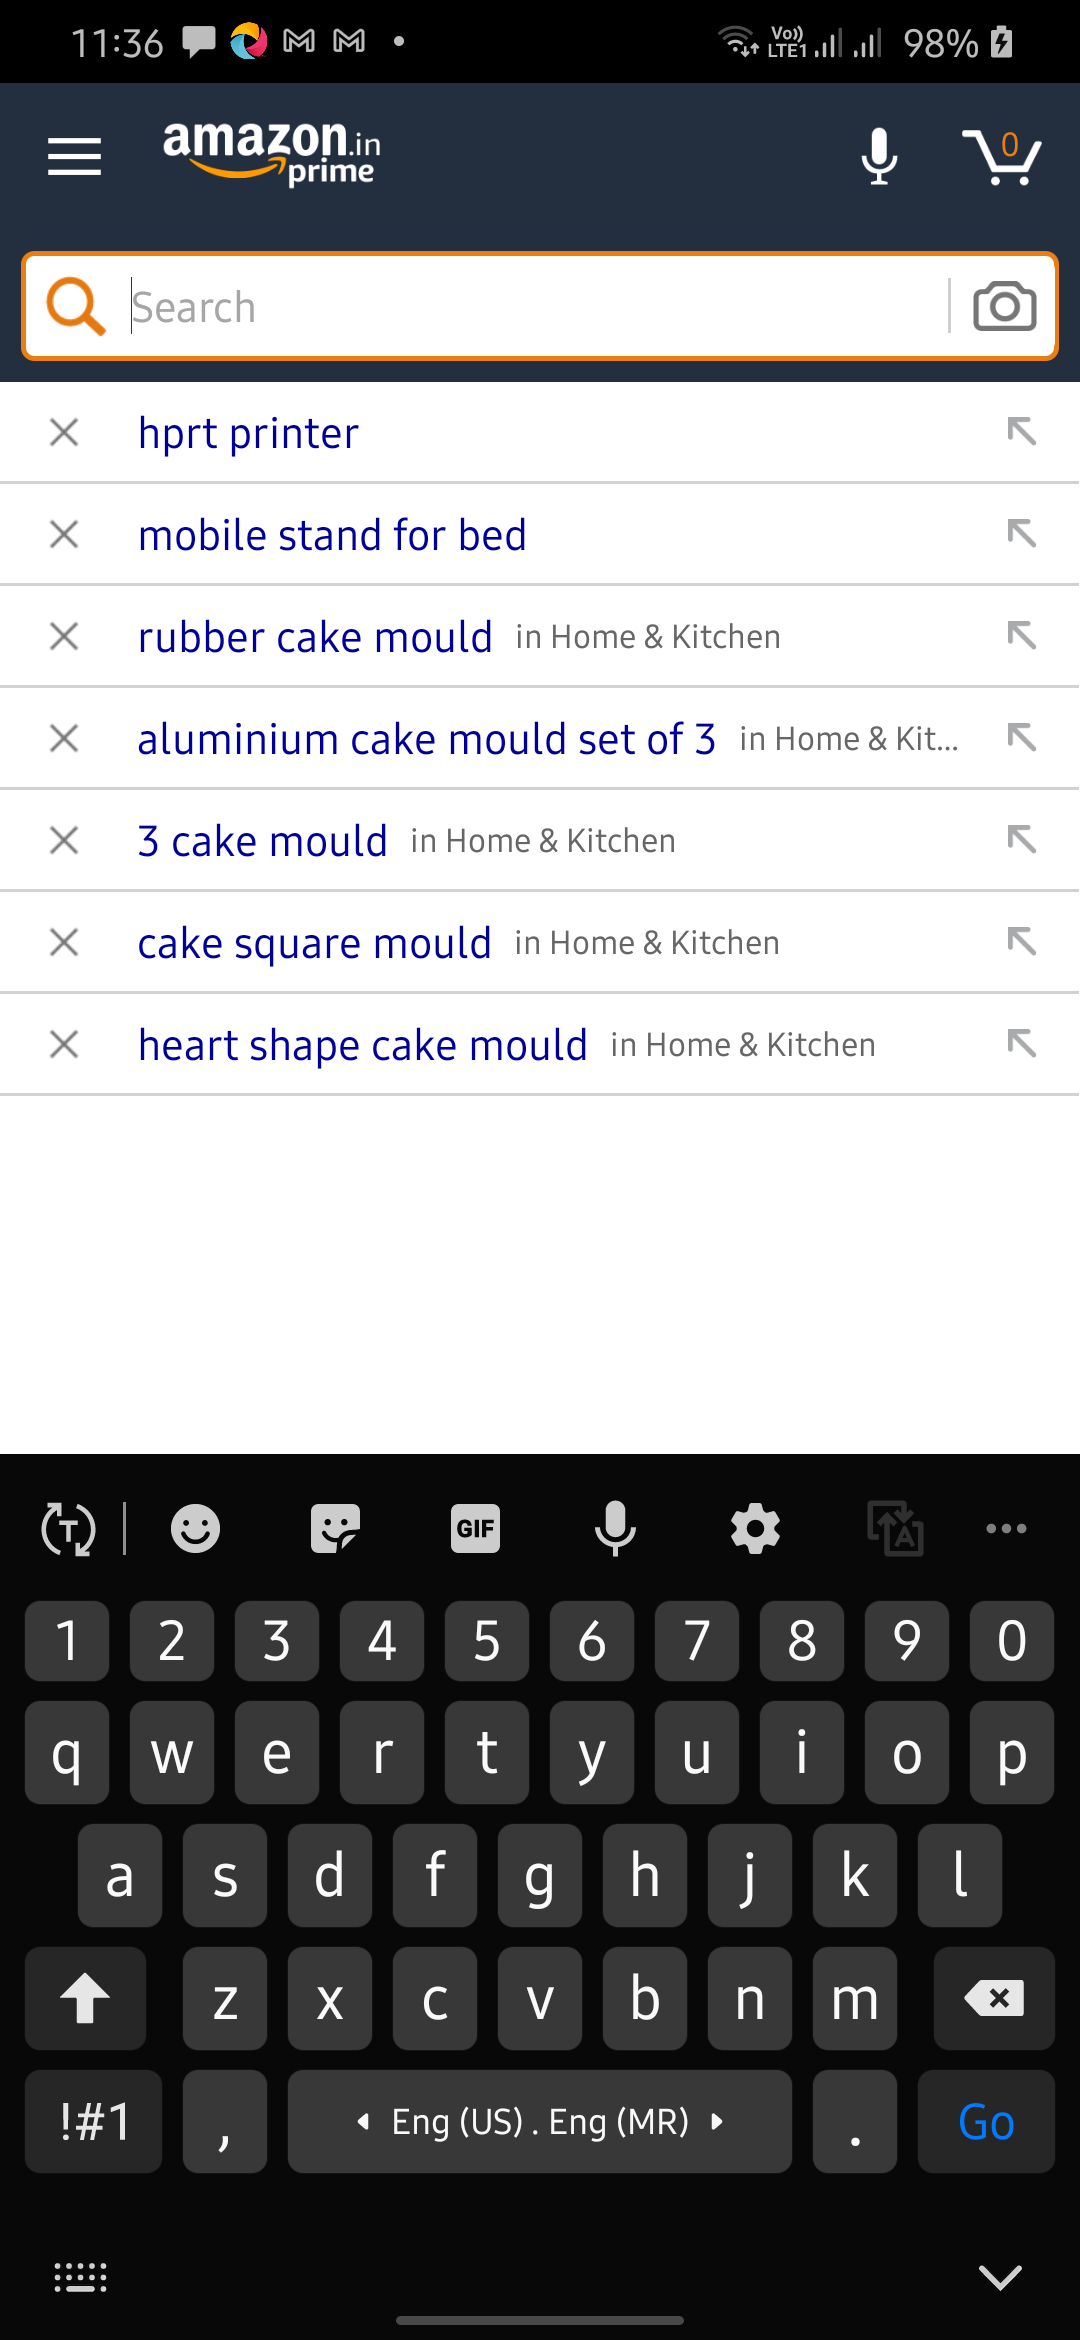 11:36 Vo)) LTE1 98%
amazon.in
prime
0
Search
hprt printer
mobile stand for bed
rubber cake mould in Home & Kitchen
aluminium cake mould set of 3 in Home & Kit...
3 cake mould in Home & Kitchen
cake square mould in Home & Kitchen
heart shape cake mould in Home & Kitchen
T GIF A
1 2 3 4 5 6 7 8 9 0
q w e r t y u i o p
a s d f g h j k l
z x c v b n m
!#1 , Eng (US) . Eng (MR) . Go